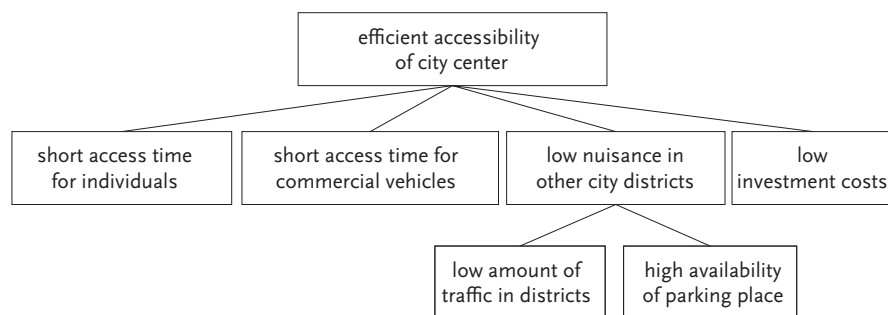 efficient accessibility
of city center
short access time
for individuals
short access time for
commercial vehicles
low nuisance in
other city districts
low
investment costs
low amount of
traffic in districts
high availability
of parking place